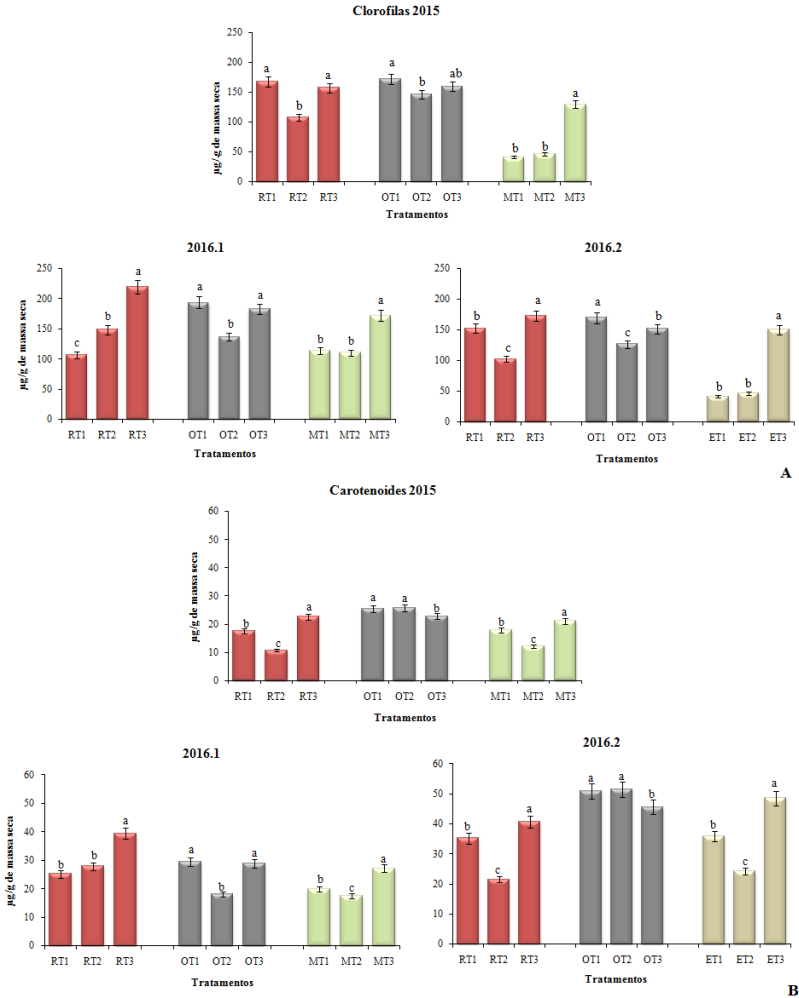 Clorofilas 2015
µg/g de massa seca
250
200
150
100
50
0
a
b
a
a
b
ab
b
b
a
RT1 RT2 RT3 OT1 OT2 OT3 MT1 MT2 MT3
Tratamentos
2016.1
µg/g de massa seca
250
200
150
100
50
0
c
b
a
a
b
a
b
b
a
RT1 RT2 RT3 OT1 OT2 OT3 MT1 MT2 MT3
Tratamentos
2016.2
250
200
150
100
50
0
b
c
a
a
c
b
b
b
a
RT1 RT2 RT3 OT1 OT2 OT3 ET1 ET2 ET3
Tratamentos
A
Carotenoides 2015
µg/g de massa seca
60
50
40
30
20
10
0
b
c
a
a
a
b
b
c
a
RT1 RT2 RT3 OT1 OT2 OT3 MT1 MT2 MT3
Tratamentos
2016.1
µg/g de massa seca
60
50
40
30
20
10
0
b
b
a
a
b
a
b
c
a
RT1 RT2 RT3 OT1 OT2 OT3 MT1 MT2 MT3
Tratamentos
2016.2
60
50
40
30
20
10
0
b
c
a
a
a
b
b
c
a
RT1 RT2 RT3 OT1 OT2 OT3 ET1 ET2 ET3
Tratamentos
B